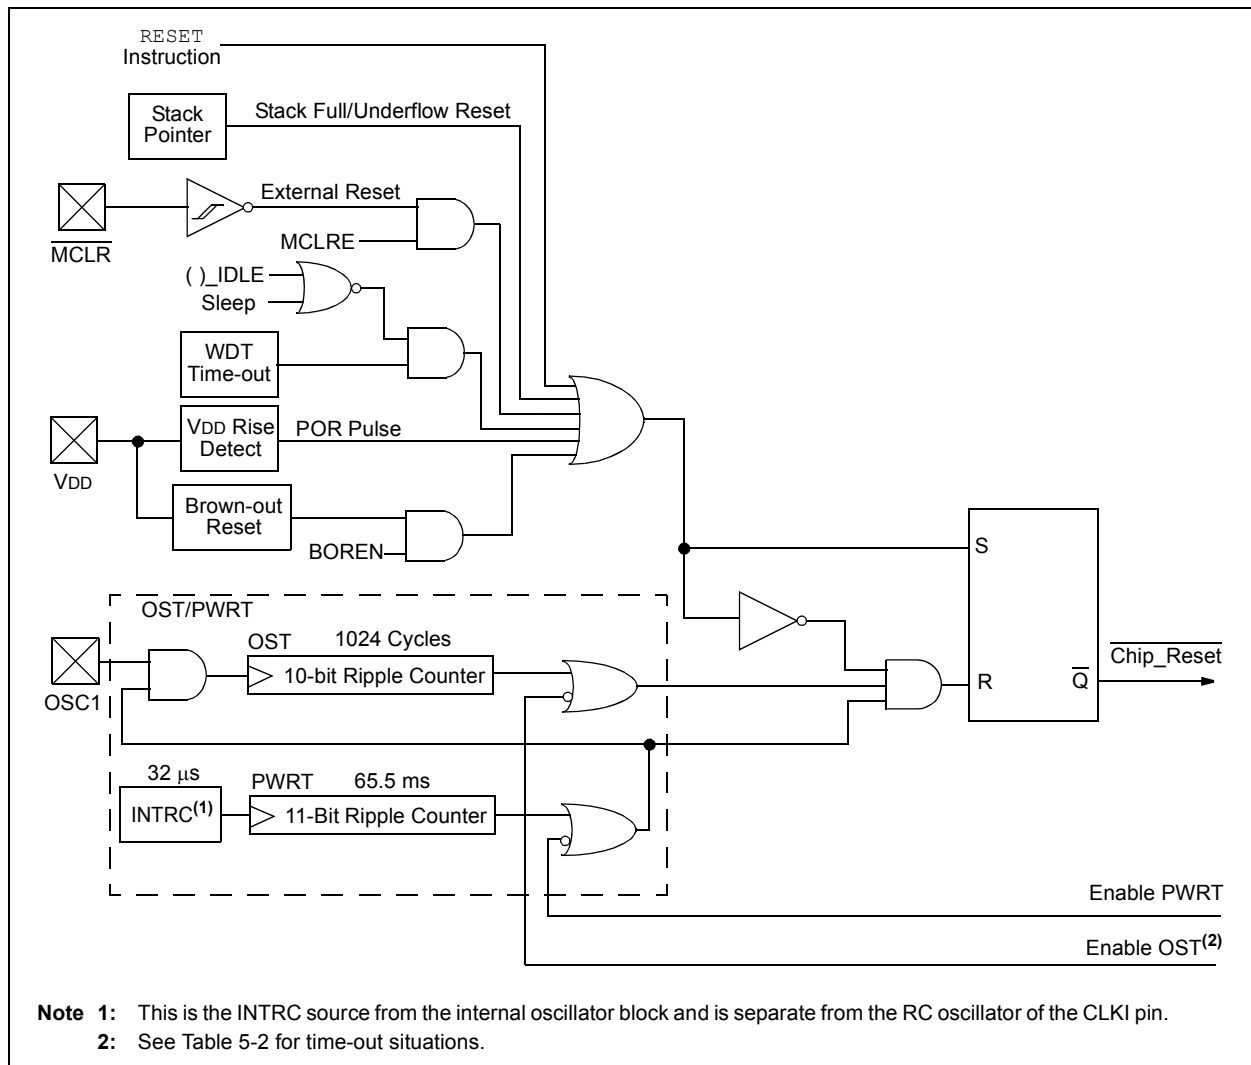 RESET
Instruction
Stack
Pointer
Stack Full/Underflow Reset
External Reset
MCLR
MCLRE
( )_IDLE
Sleep
WDT
Time-out
VDD Rise
Detect
POR Pulse
VDD
Brown-out
Reset
BOREN
S
OST/PWRT
OST
1024 Cycles
10-bit Ripple Counter
OSC1
R
Q
Chip_Reset
32 μs
PWRT
65.5 ms
INTRC(1)
11-Bit Ripple Counter
Enable PWRT
Enable OST(2)
Note 1: This is the INTRC source from the internal oscillator block and is separate from the RC oscillator of the CLKI pin.
2: See Table 5-2 for time-out situations.